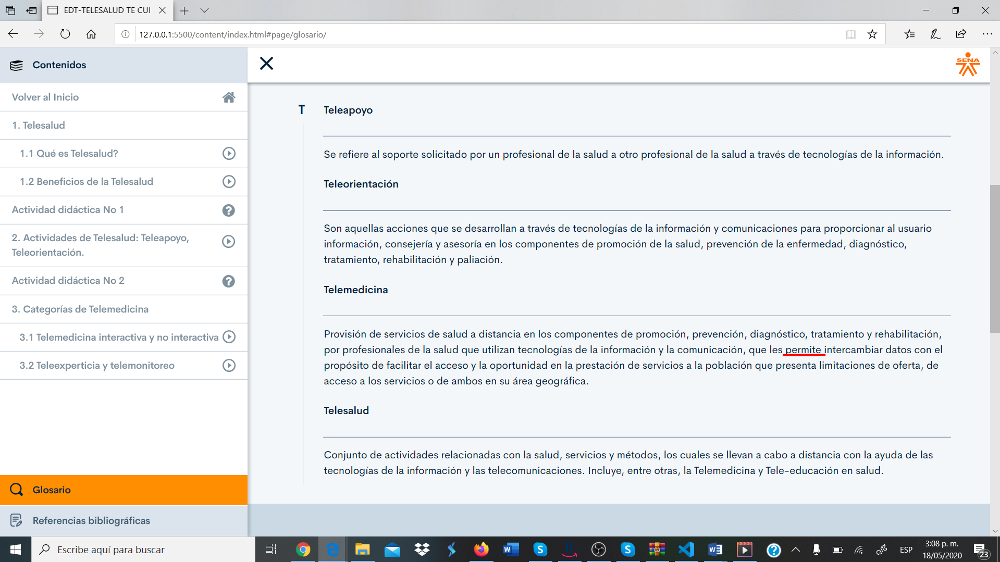 EDT-TELESALUD TE CUI
127.0.0.1:5500/content/index.html#page/glosario/
Contenidos
SENA
Volver al Inicio
1. Telesalud
1.1 Qué es Telesalud?
1.2 Beneficios de la Telesalud
Actividad didáctica No 1
2. Actividades de Telesalud: Teleapoyo,
Teleorientación.
Actividad didáctica No 2
3. Categorías de Telemedicina
3.1 Telemedicina interactiva y no interactiva
3.2 Teleexperticia y telemonitoreo
Glosario
Referencias bibliográficas
T Teleapoyo
Se refiere al soporte solicitado por un profesional de la salud a otro profesional de la salud a través de tecnologías de la información.
Teleorientación
Son aquellas acciones que se desarrollan a través de tecnologías de la información y comunicaciones para proporcionar al usuario
información, consejería y asesoría en los componentes de promoción de la salud, prevención de la enfermedad, diagnóstico,
tratamiento, rehabilitación y paliación.
Telemedicina
Provisión de servicios de salud a distancia en los componentes de promoción, prevención, diagnóstico, tratamiento y rehabilitación,
por profesionales de la salud que utilizan tecnologías de la información y la comunicación, que les permite intercambiar datos con el
propósito de facilitar el acceso y la oportunidad en la prestación de servicios a la población que presenta limitaciones de oferta, de
acceso a los servicios o de ambos en su área geográfica.
Telesalud
Conjunto de actividades relacionadas con la salud, servicios y métodos, los cuales se llevan a cabo a distancia con la ayuda de las
tecnologías de la información y las telecomunicaciones. Incluye, entre otras, la Telemedicina y Tele-educación en salud.
Escribe aquí para buscar
ESP
3:08 p. m.
18/05/2020
23